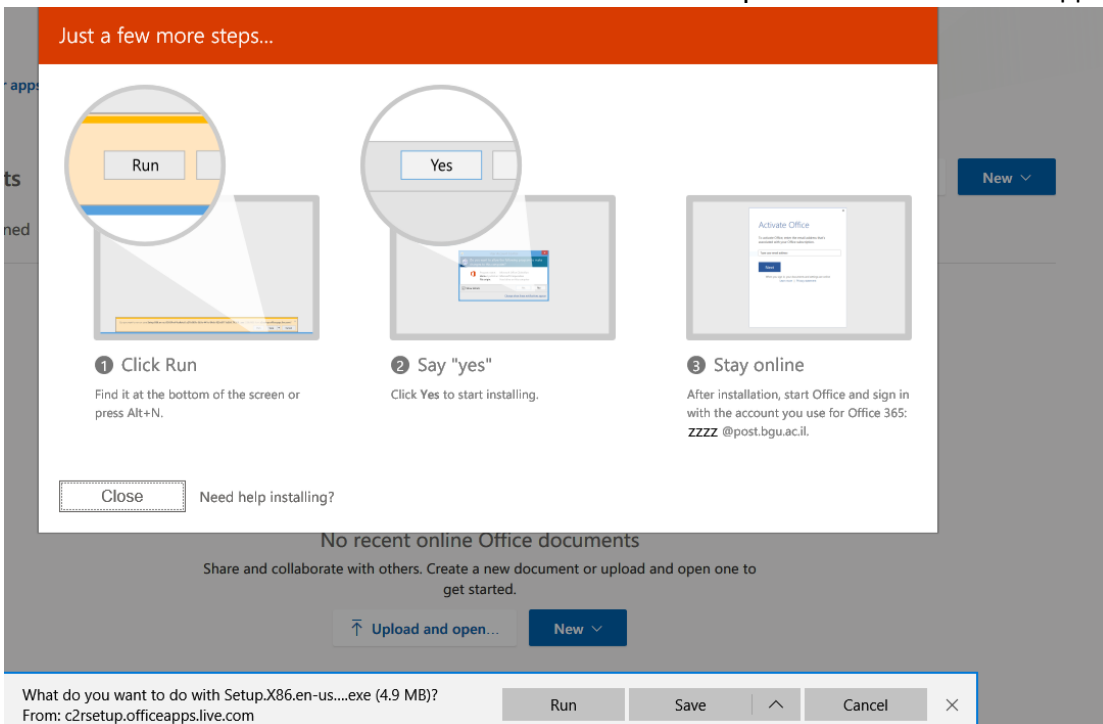 Just a few more steps...
r apps
Run
Yes
ts
New
ned
Activate Office
Next
1 Click Run
2 Say "yes"
3 Stay online
Find it at the bottom of the screen or
press Alt+N.
Click Yes to start installing.
After installation, start Office and sign in
with the account you use for Office 365:
zzzz @post.bgu.ac.il.
Close
Need help installing?
No recent online Office documents
Share and collaborate with others. Create a new document or upload and open one to
get started.
Upload and open...
New
What do you want to do with Setup.X86.en-us....exe (4.9 MB)?
From: c2rsetup.officeapps.live.com
Run
Save
Cancel